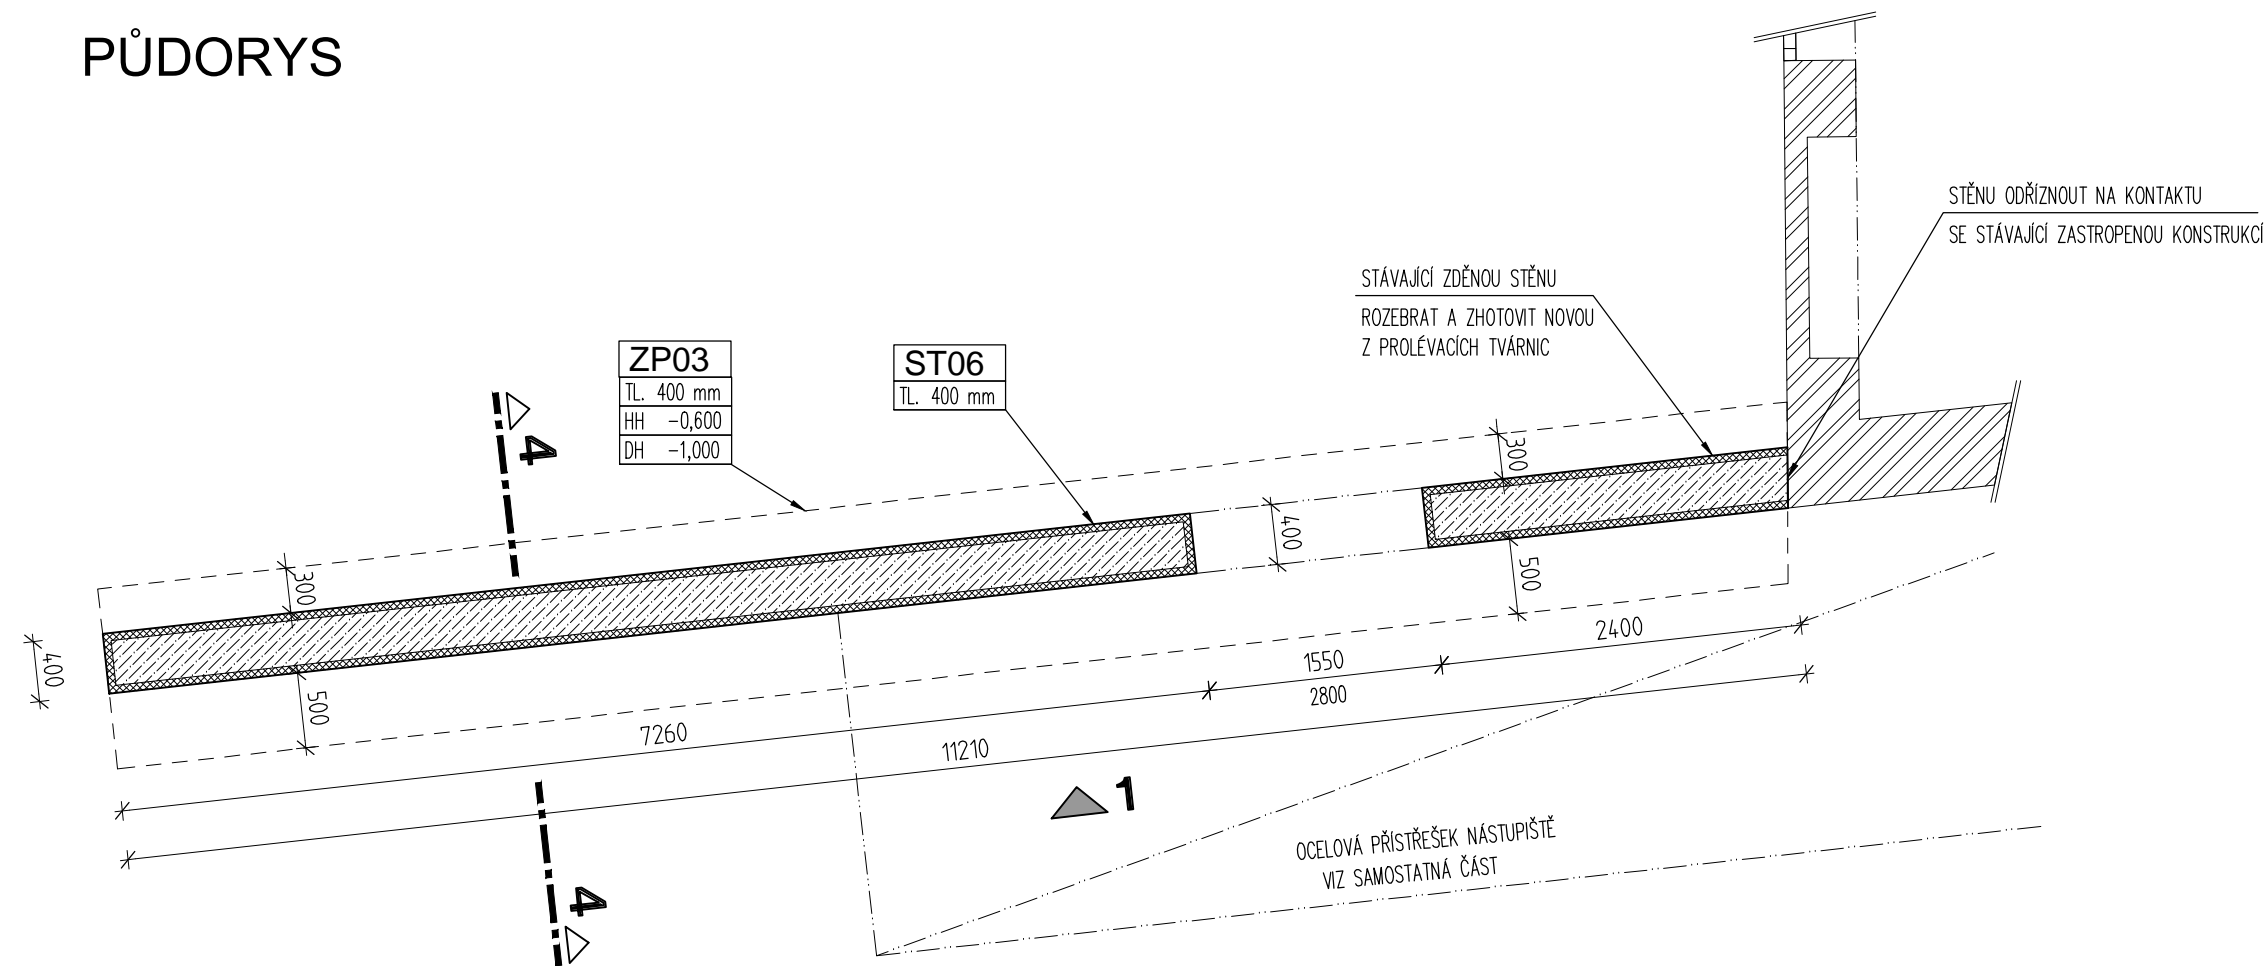 PŮDORYS
STĚNU ODŘÍZNOUT NA KONTAKTU
SE STÁVAJÍCÍ ZASTROPENOU KONSTRUKCÍ
STÁVAJÍCÍ ZDĚNOU STĚNU
ROZEBRAT A ZHOTOVIT NOVOU
Z PROLÉVACÍCH TVÁRNIC
ZP03
TL. 400 mm
HH -0,600
DH -1,000
ST06
TL. 400 mm
4
300
400
300
400
500
500
2400
1550
2800
7260
11210
1
4
OCELOVÁ PŘÍSTŘEŠEK NÁSTUPIŠTĚ
VIZ SAMOSTATNÁ ČÁST